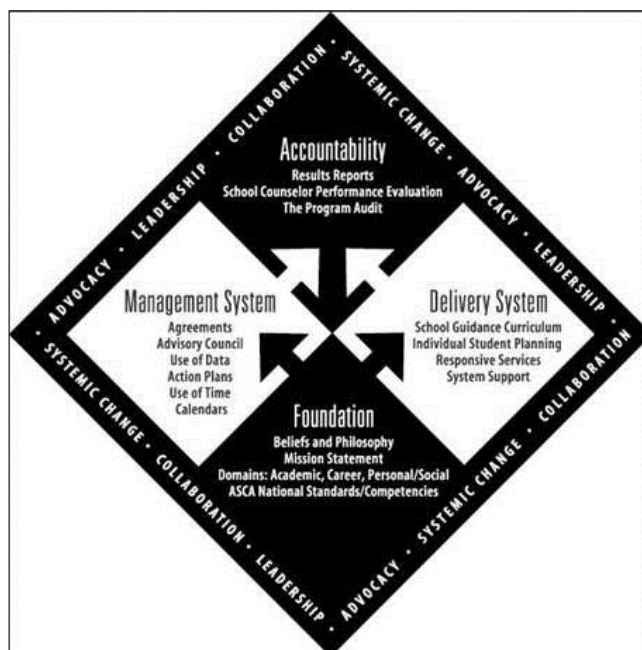 ADVOCACY • LEADERSHIP • COLLABORATION
SYSTEMIC CHANGE • ADVOCACY • LEADERSHIP •
Accountability
Results Reports
School Counselor Performance Evaluation
The Program Audit
Management System
Agreements
Advisory Council
Use of Data
Action Plans
Use of Time
Calendars
Delivery System
School Guidance Curriculum
Individual Student Planning
Responsive Services
System Support
Foundation
Beliefs and Philosophy
Mission Statement
Domains: Academic, Career, Personal/Social
ASCA National Standards/Competencies
• SYSTEMIC CHANGE • COLLABORATION • LEADERSHIP •
ADVOCACY • SYSTEMIC CHANGE • COLLABORATION